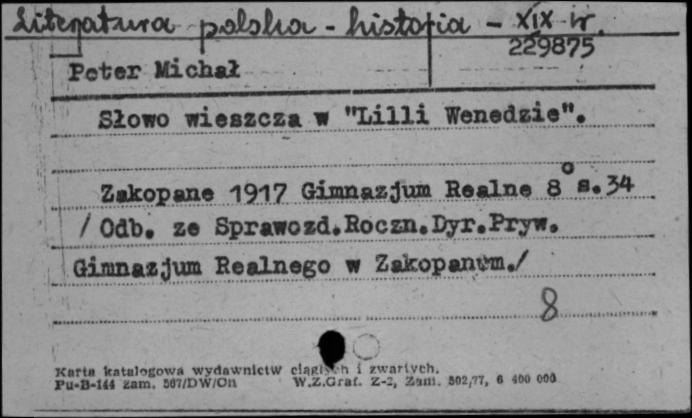 Literatura polska - historia - XIX w.
229875
Peter Michał
Słowo wieszcza w "Lilli Wenedzie".
Zakopane 1917 Gimnazjum Realne 8° s. 34
/ Odb. ze Sprawozd.Roczn.Dyr.Pryw.
Gimnazjum Realnego w Zakopanem./
8
Karta katalogowa wydawnictw ciągłych i zwartych.
Pu-B-144 zam. 567/DW/On W.Z.Graf. Z-2, Zam. 502/77, 6 400 000